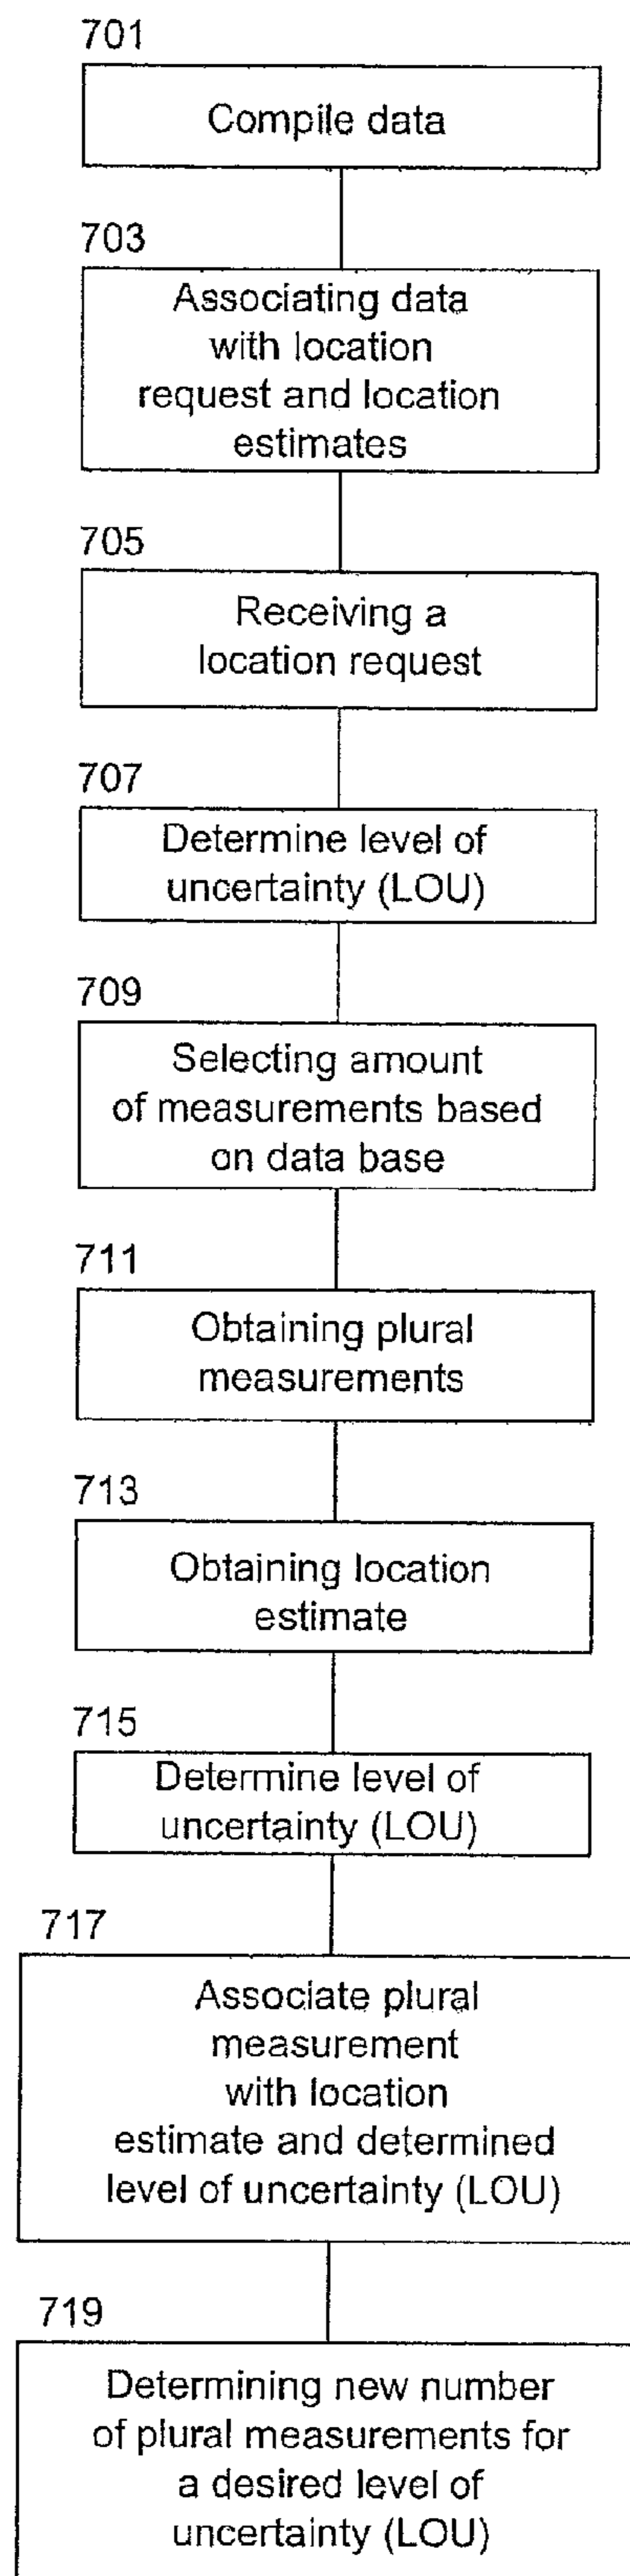 701
Compile data
703
Associating data
with location
request and location
estimates
705
Receiving a
location request
707
Determine level of
uncertainty (LOU)
709
Selecting amount
of measurements based
on data base
711
Obtaining plural
measurements
713
Obtaining location
estimate
715
Determine level of
uncertainty (LOU)
717
Associate plural
measurement
with location
estimate and determined
level of uncertainty (LOU)
719
Determining new number
of plural measurements for
a desired level of
uncertainty (LOU)